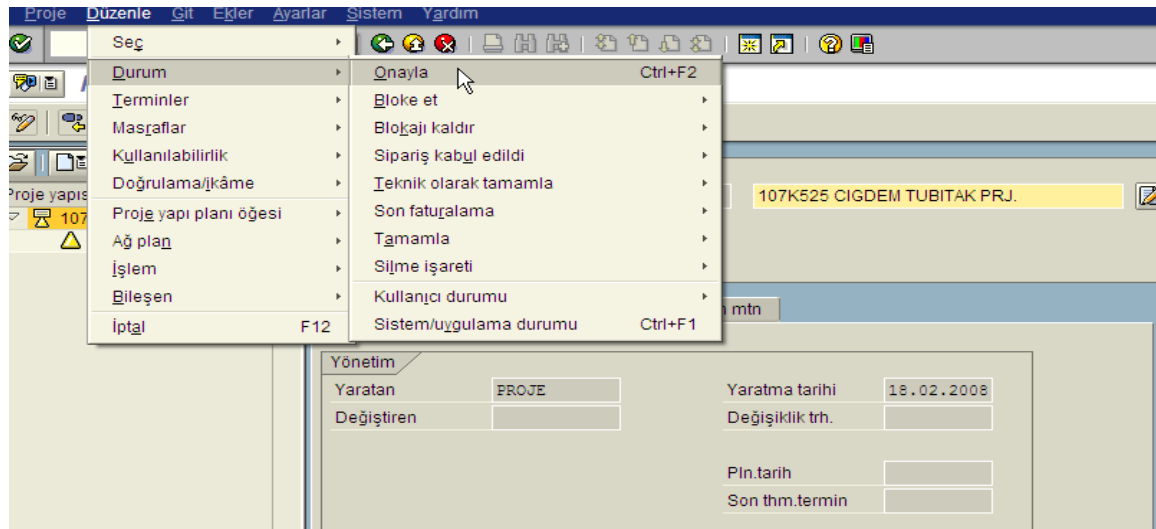 Proje Düzenle Git Ekler Ayarlar Sistem Yardım
Seç
Durum
Terminler
Masraflar
Kullanılabilirlik
Doğrulama/ikâme
Proje yapı planı öğesi
Ağ plan
İşlem
Bileşen
İptal F12
Onayla Ctrl+F2
Bloke et
Blokajı kaldır
Sipariş kabul edildi
Teknik olarak tamamla
Son faturalama
Tamamla
Silme işareti
Kullanıcı durumu
Sistem/uygulama durumu Ctrl+F1
Proje yapıs
107
107K525 CIGDEM TUBITAK PRJ.
mtn
Yönetim
Yaratan PROJE Yaratma tarihi 18.02.2008
Değiştiren Değişiklik trh.
Pln.tarih
Son thm.termin